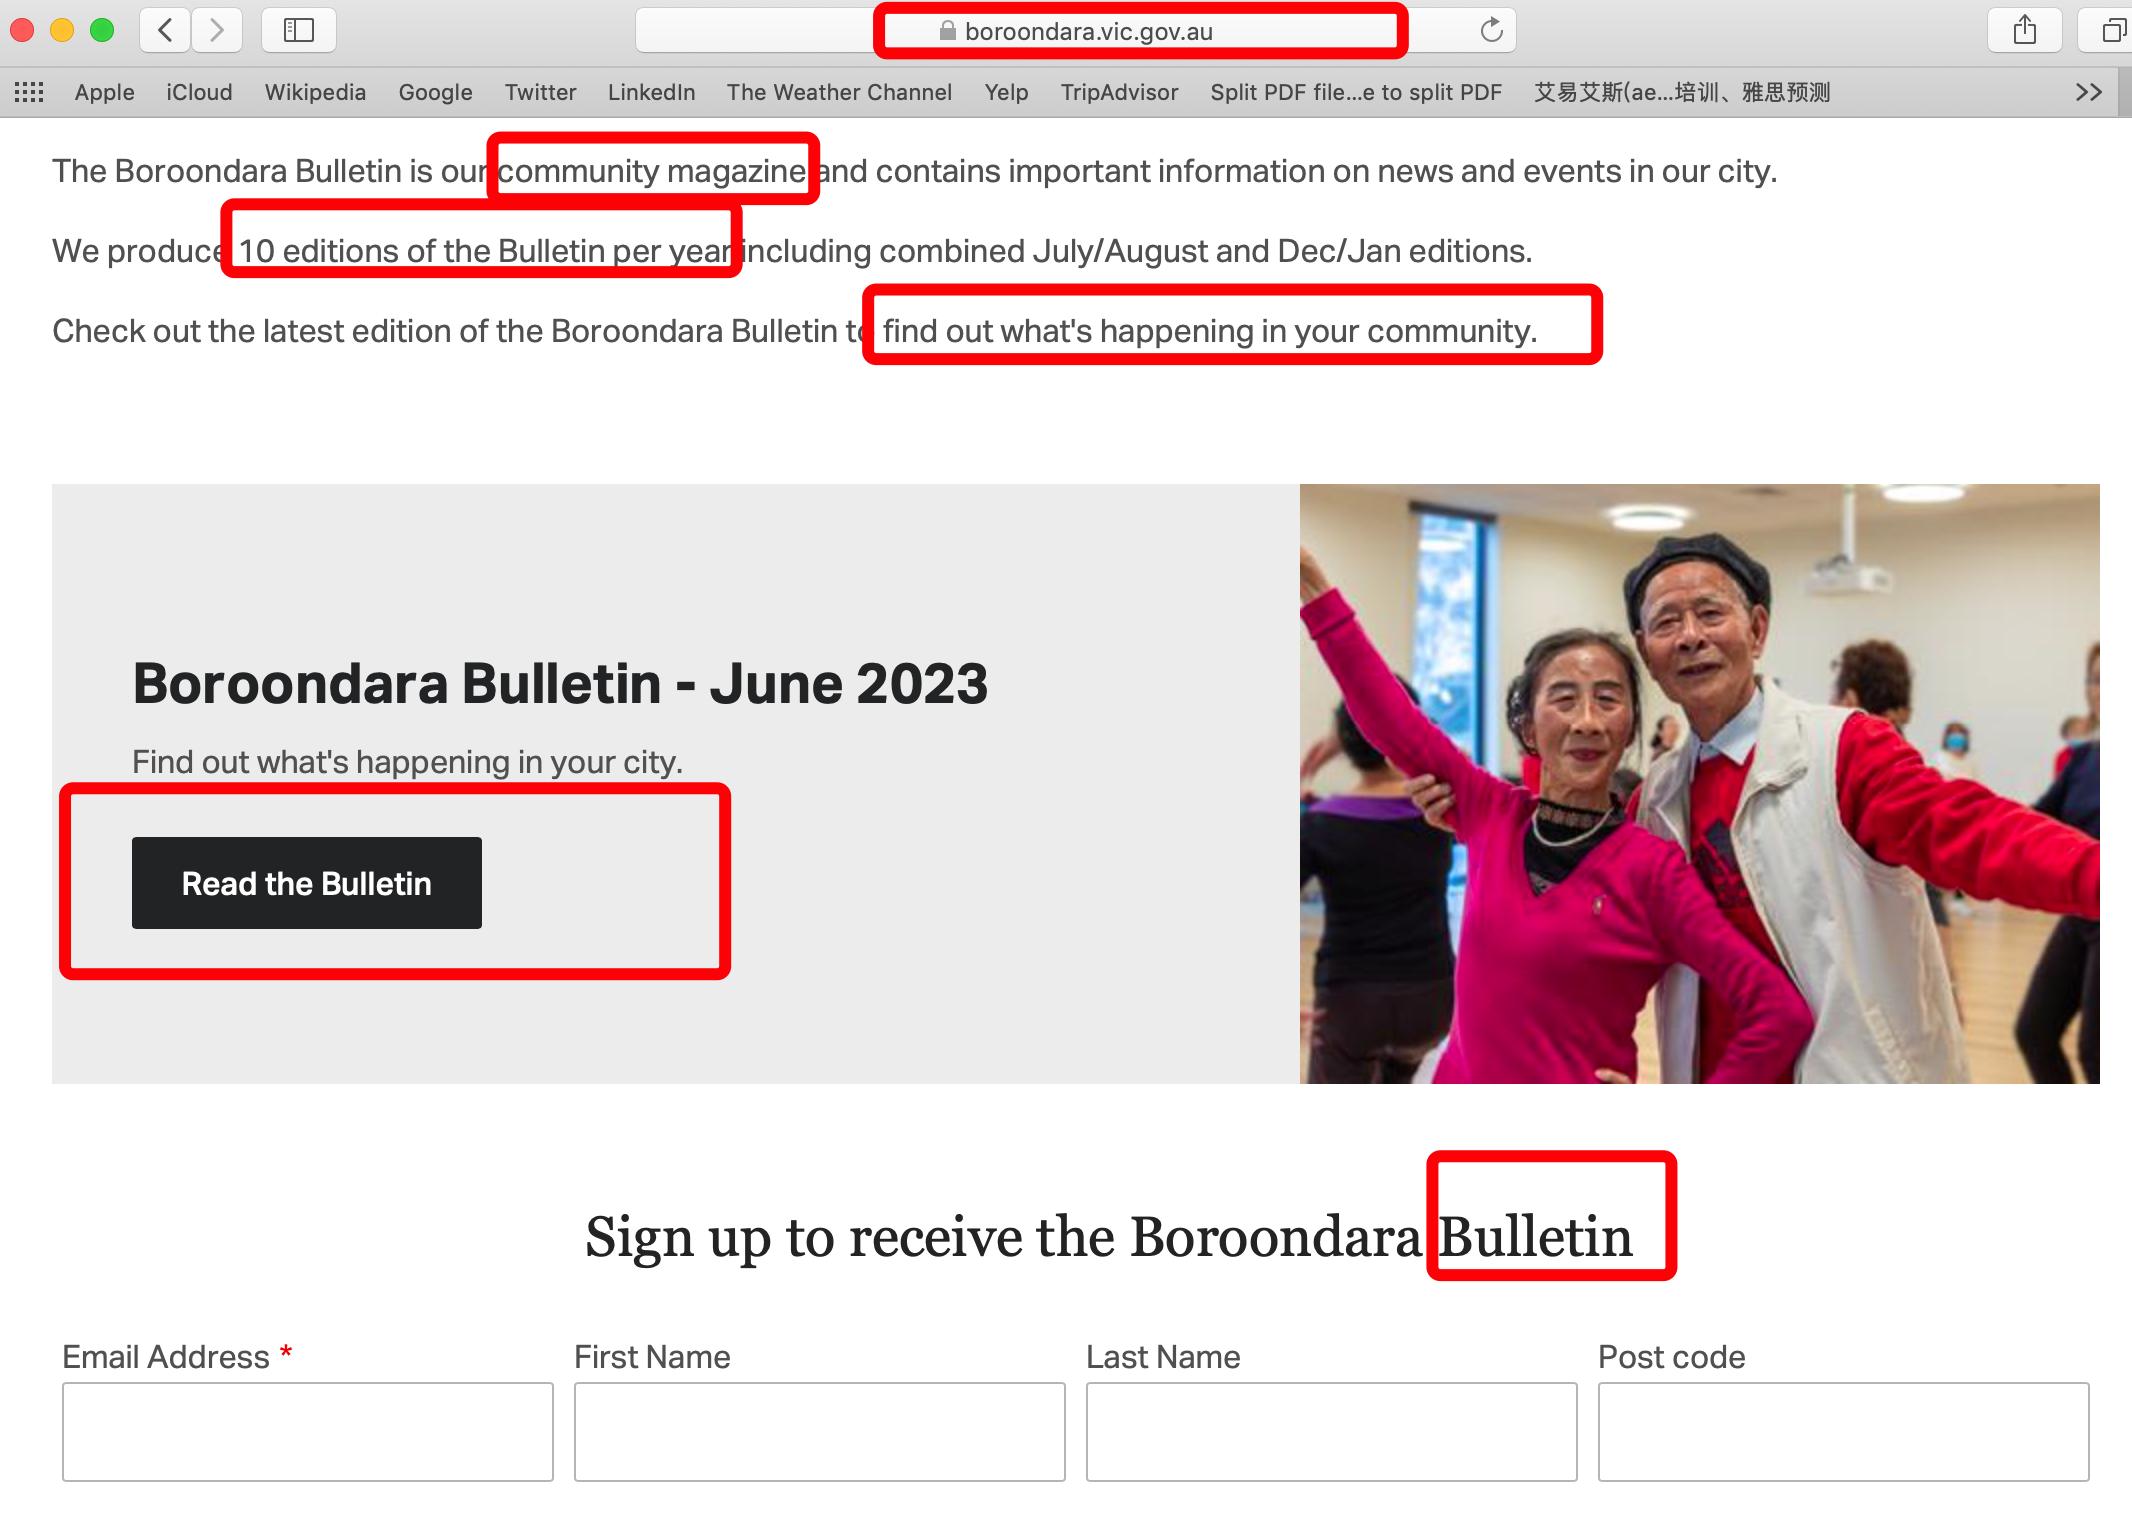 boroondara.vic.gov.au
Apple iCloud Wikipedia Google Twitter LinkedIn The Weather Channel Yelp TripAdvisor Split PDF file...e to split PDF 艾易艾斯(ae...培训、雅思预测
The Boroondara Bulletin is our community magazine and contains important information on news and events in our city.
We produce 10 editions of the Bulletin per year including combined July/August and Dec/Jan editions.
Check out the latest edition of the Boroondara Bulletin to find out what's happening in your community.
Boroondara Bulletin - June 2023
Find out what's happening in your city.
Read the Bulletin
Sign up to receive the Boroondara Bulletin
Email Address * First Name Last Name Post code